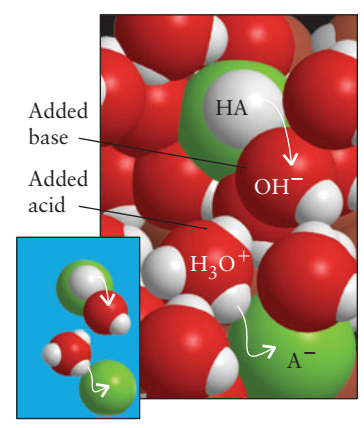 HA
Added
base
OH⁻
Added
acid
H₃O⁺
A⁻